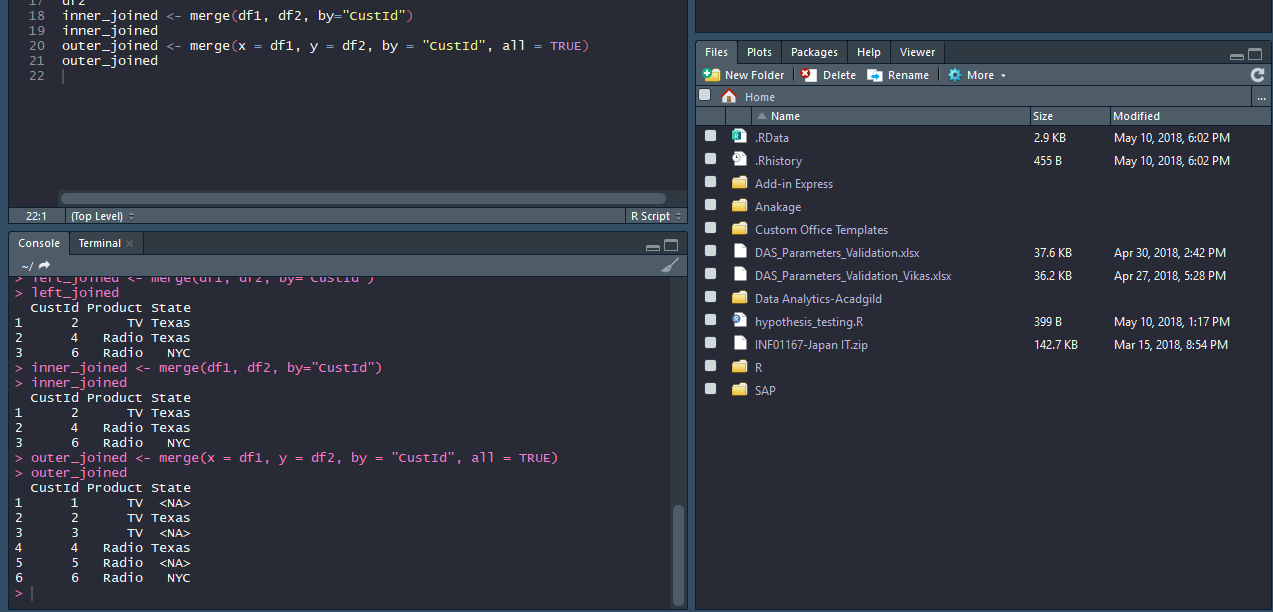 17 df2
18 inner_joined <- merge(df1, df2, by="CustId")
19 inner_joined
20 outer_joined <- merge(x = df1, y = df2, by = "CustId", all = TRUE)
21 outer_joined
22
22:1 (Top Level) R Script
Console Terminal
~/
> left_joined <- merge(df1, df2, by="CustId")
> left_joined
  CustId Product State
1      2      TV Texas
2      4   Radio Texas
3      6   Radio   NYC
> inner_joined <- merge(df1, df2, by="CustId")
> inner_joined
  CustId Product State
1      2      TV Texas
2      4   Radio Texas
3      6   Radio   NYC
> outer_joined <- merge(x = df1, y = df2, by = "CustId", all = TRUE)
> outer_joined
  CustId Product State
1      1      TV  <NA>
2      2      TV Texas
3      3      TV  <NA>
4      4   Radio Texas
5      5   Radio  <NA>
6      6   Radio   NYC
>
Files Plots Packages Help Viewer
New Folder Delete Rename More
Home ...
Name Size Modified
.RData 2.9 KB May 10, 2018, 6:02 PM
.Rhistory 455 B May 10, 2018, 6:02 PM
Add-in Express
Anakage
Custom Office Templates
DAS_Parameters_Validation.xlsx 37.6 KB Apr 30, 2018, 2:42 PM
DAS_Parameters_Validation_Vikas.xlsx 36.2 KB Apr 27, 2018, 5:28 PM
Data Analytics-Acadgild
hypothesis_testing.R 399 B May 10, 2018, 1:17 PM
INF01167-Japan IT.zip 142.7 KB Mar 15, 2018, 8:54 PM
R
SAP